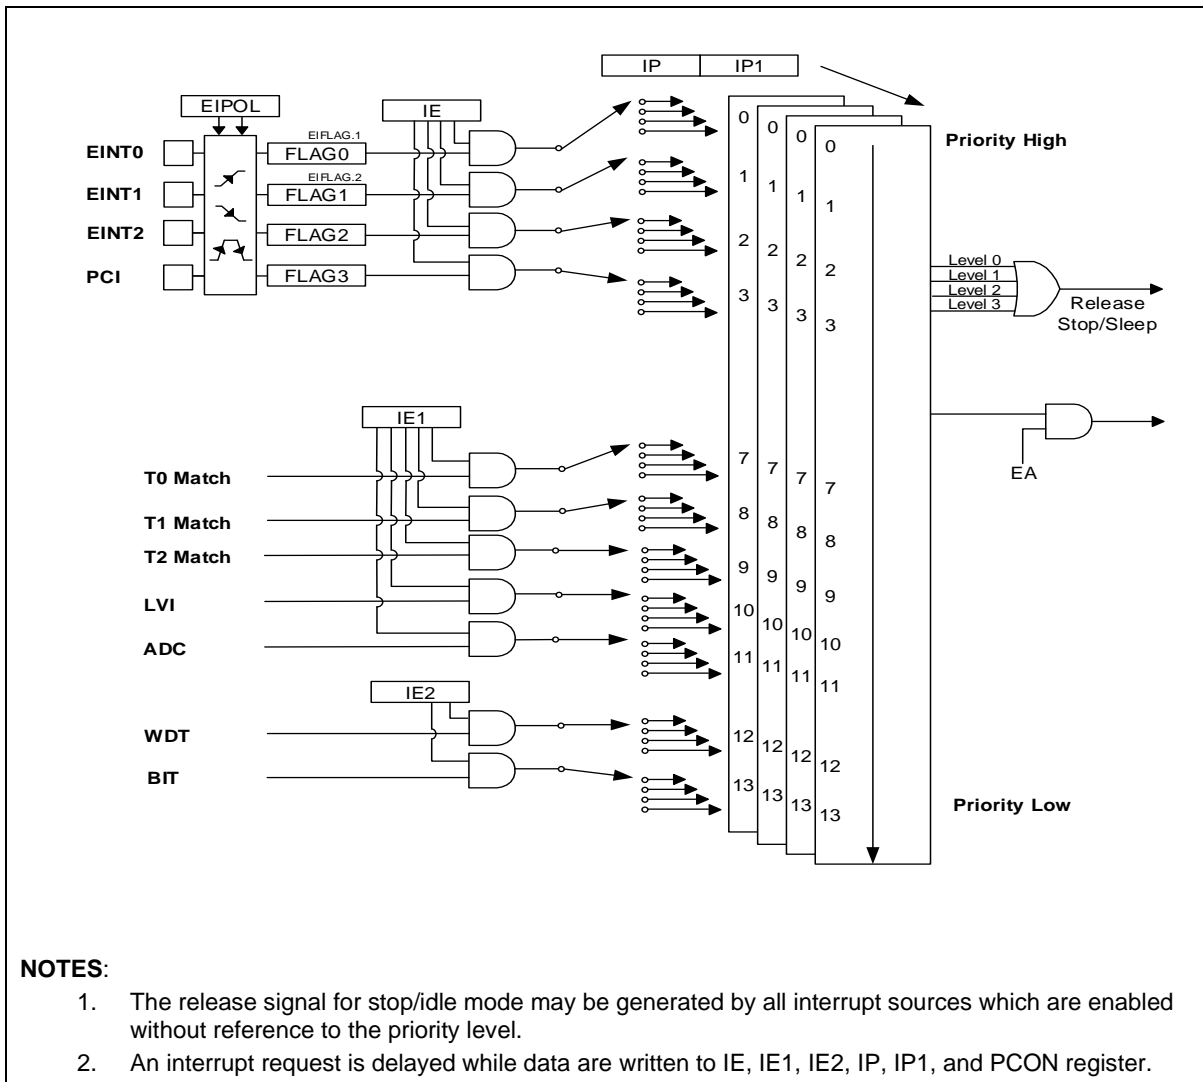 IP IP1
EIPOL IE
EIFLAG.1
EINT0 FLAG0
EIFLAG.2
EINT1 FLAG1
EINT2 FLAG2
PCI FLAG3
0 0 0 0
1 1 1 1
2 2 2 2
3 3 3 3
Priority High
Level 0
Level 1
Level 2
Level 3
Release
Stop/Sleep
IE1
EA
T0 Match
T1 Match
T2 Match
LVI
ADC
7 7 7 7
8 8 8 8
9 9 9 9
10 10 10 10
11 11 11 11
IE2
WDT
BIT
12 12 12 12
13 13 13 13
Priority Low
NOTES:
1. The release signal for stop/idle mode may be generated by all interrupt sources which are enabled
without reference to the priority level.
2. An interrupt request is delayed while data are written to IE, IE1, IE2, IP, IP1, and PCON register.